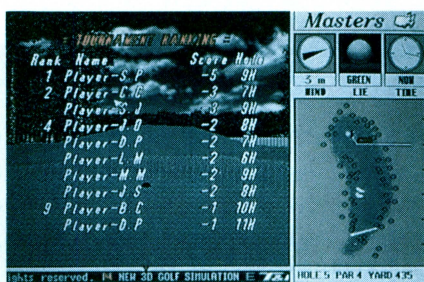 = TOURNAMENT RANKING =
Rank Name Score Hole
1 Player-S.P -5 9H
2 Player-C.G -3 7H
Player-S.J -3 9H
4 Player-J.O -2 8H
Player-D.P -2 7H
Player-L.M -2 6H
Player-M.M -2 9H
Player-J.S -2 8H
9 Player-B.C -1 10H
Player-D.P -1 11H
ights reserved. NEW 3D GOLF SIMULATION
Masters
5 m GREEN NOW
WIND LIE TIME
HOLE 5 PAR 4 YARD 435